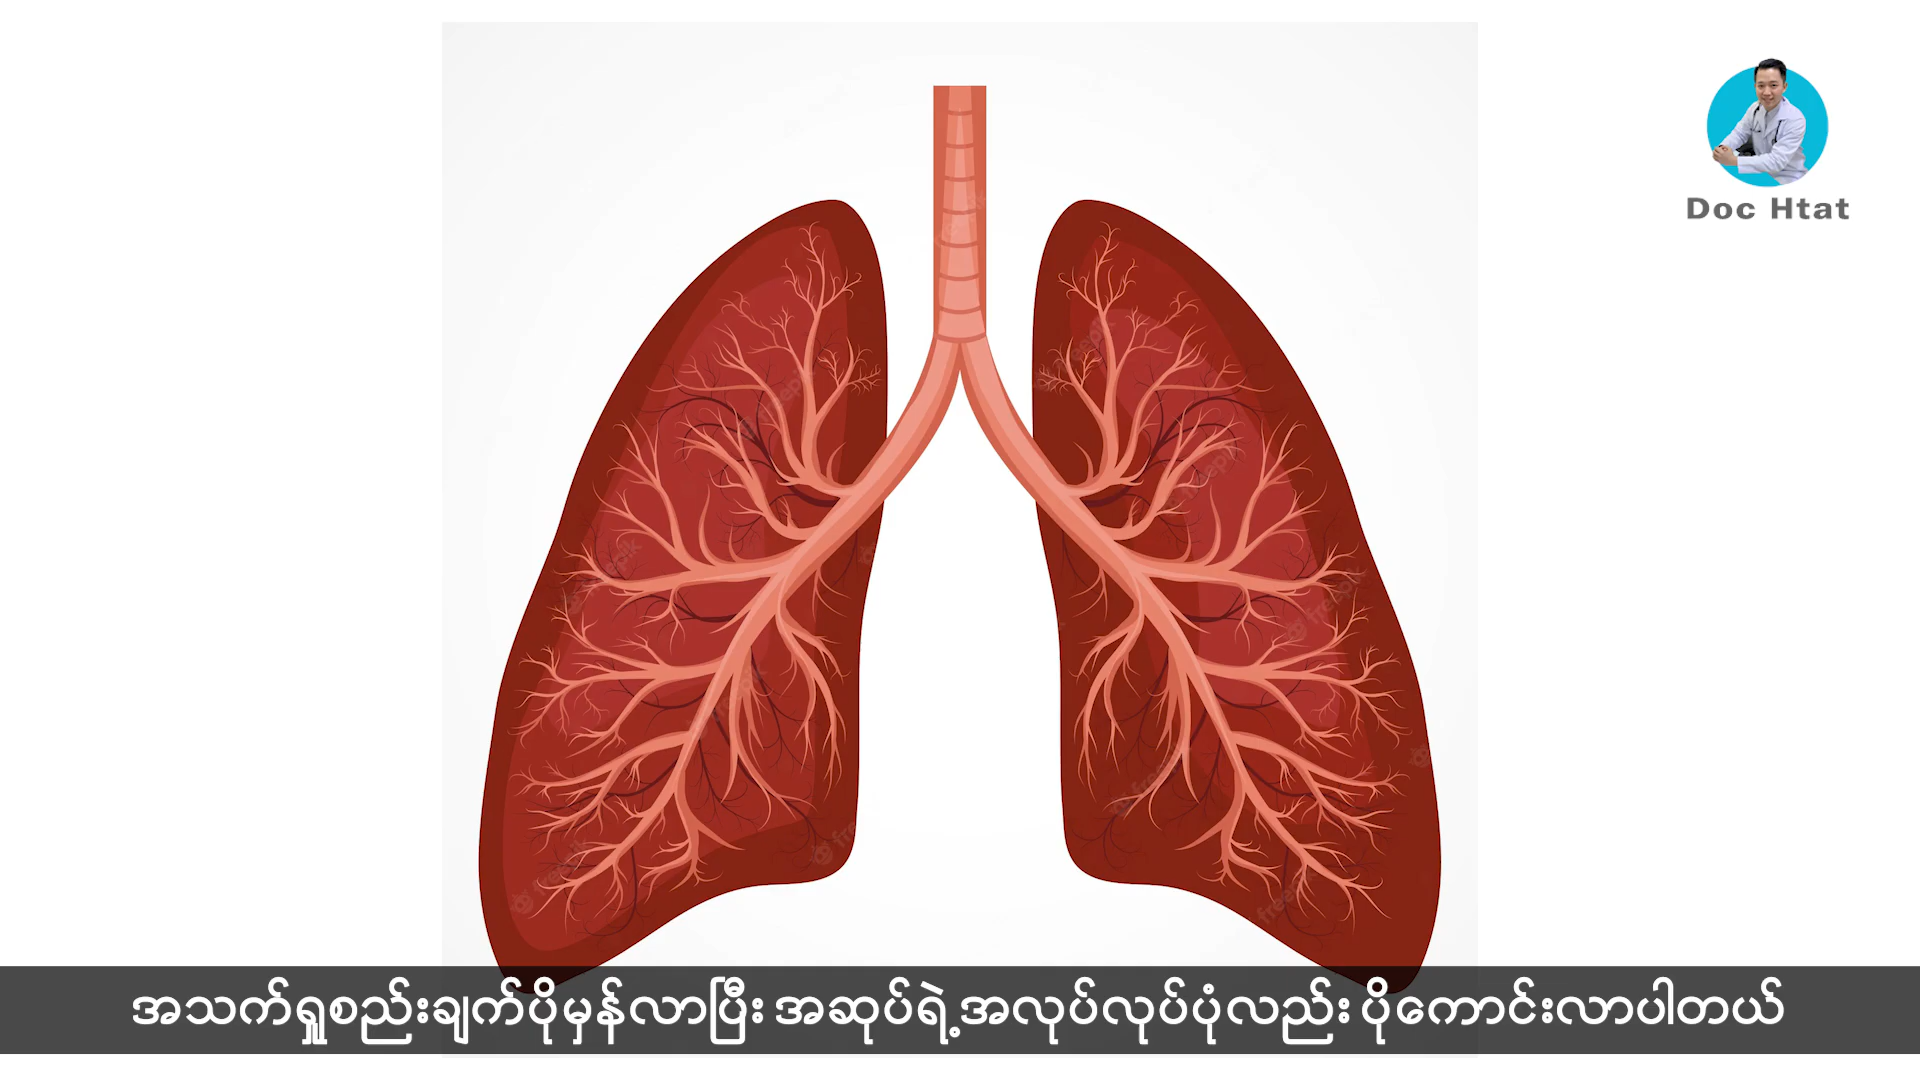 Doc Htat
အသက်ရှူစည်းချက်ပိုမှန်လာပြီး အဆုပ်ရဲ့အလုပ်လုပ်ပုံလည်း ပိုကောင်းလာပါတယ်